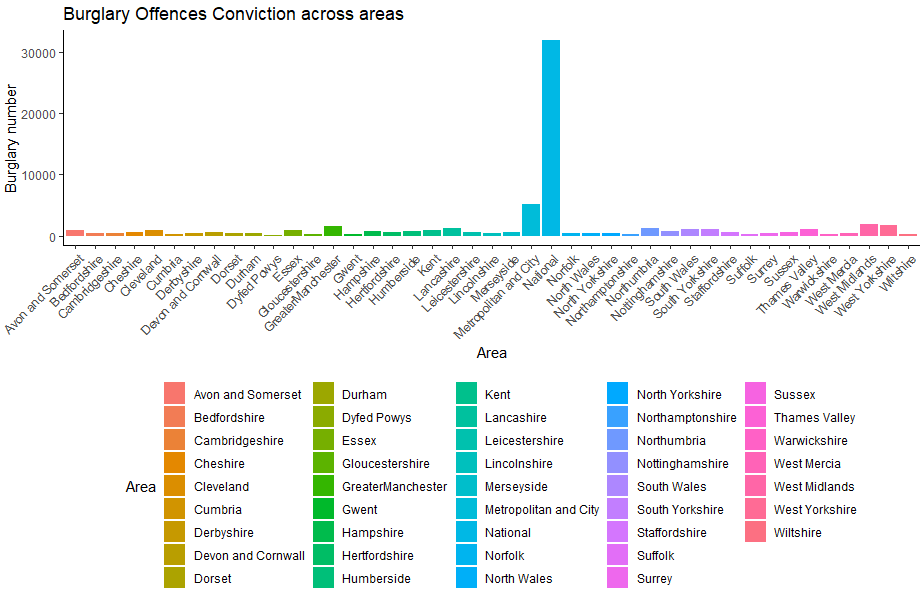 Burglary Offences Conviction across areas
Burglary number
30000
20000
10000
0
Avon and Somerset
Bedfordshire
Cambridgeshire
Cheshire
Cleveland
Cumbria
Derbyshire
Devon and Cornwall
Dorset
Durham
Dyfed Powys
Essex
Gloucestershire
GreaterManchester
Gwent
Hampshire
Hertfordshire
Humberside
Kent
Lancashire
Leicestershire
Lincolnshire
Merseyside
Metropolitan and City
National
Norfolk
North Wales
North Yorkshire
Northamptonshire
Northumbria
Nottinghamshire
South Wales
South Yorkshire
Staffordshire
Suffolk
Surrey
Sussex
Thames Valley
Warwickshire
West Mercia
West Midlands
West Yorkshire
Wiltshire
Area
Area
Avon and Somerset
Bedfordshire
Cambridgeshire
Cheshire
Cleveland
Cumbria
Derbyshire
Devon and Cornwall
Dorset
Durham
Dyfed Powys
Essex
Gloucestershire
GreaterManchester
Gwent
Hampshire
Hertfordshire
Humberside
Kent
Lancashire
Leicestershire
Lincolnshire
Merseyside
Metropolitan and City
National
Norfolk
North Wales
North Yorkshire
Northamptonshire
Northumbria
Nottinghamshire
South Wales
South Yorkshire
Staffordshire
Suffolk
Surrey
Sussex
Thames Valley
Warwickshire
West Mercia
West Midlands
West Yorkshire
Wiltshire